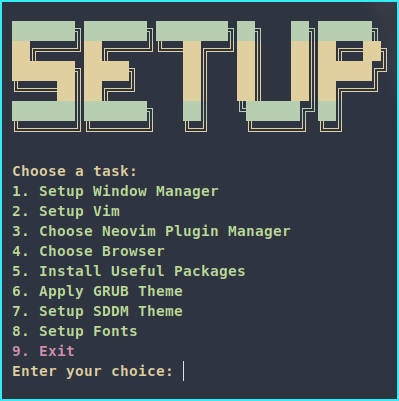 SETUP
Choose a task:
1. Setup Window Manager
2. Setup Vim
3. Choose Neovim Plugin Manager
4. Choose Browser
5. Install Useful Packages
6. Apply GRUB Theme
7. Setup SDDM Theme
8. Setup Fonts
9. Exit
Enter your choice: